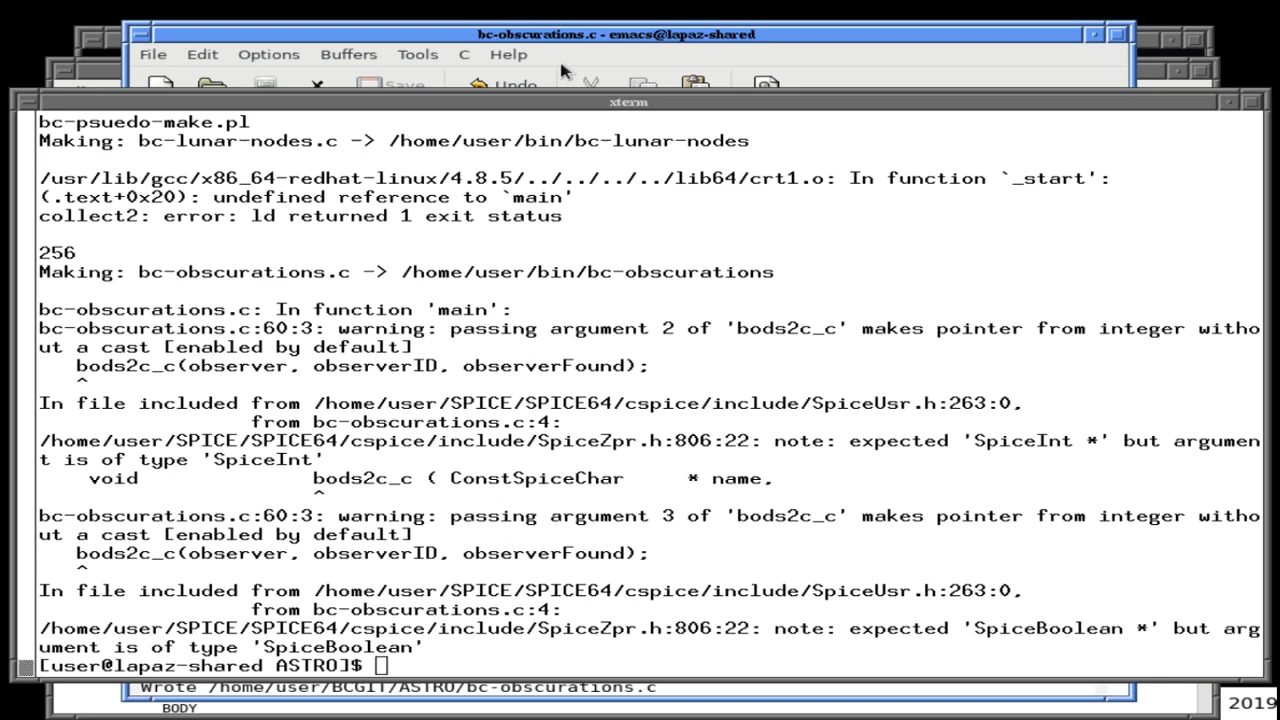 bc-obscurations.c - emacs@lapaz-shared
File Edit Options Buffers Tools C Help
Save Undo
xterm
bc-psuedo-make.pl
Making: bc-lunar-nodes.c -> /home/user/bin/bc-lunar-nodes
/usr/lib/gcc/x86_64-redhat-linux/4.8.5/../../../../lib64/crt1.o: In function `_start':
(.text+0x20): undefined reference to `main'
collect2: error: ld returned 1 exit status
256
Making: bc-obscurations.c -> /home/user/bin/bc-obscurations
bc-obscurations.c: In function 'main':
bc-obscurations.c:60:3: warning: passing argument 2 of 'bods2c_c' makes pointer from integer witho
ut a cast [enabled by default]
bods2c_c(observer, observerID, observerFound);
^
In file included from /home/user/SPICE/SPICE64/cspice/include/SpiceUsr.h:263:0,
from bc-obscurations.c:4:
/home/user/SPICE/SPICE64/cspice/include/SpiceZpr.h:806:22: note: expected 'SpiceInt *' but argumen
t is of type 'SpiceInt'
void bods2c_c ( ConstSpiceChar * name,
^
bc-obscurations.c:60:3: warning: passing argument 3 of 'bods2c_c' makes pointer from integer witho
ut a cast [enabled by default]
bods2c_c(observer, observerID, observerFound);
^
In file included from /home/user/SPICE/SPICE64/cspice/include/SpiceUsr.h:263:0,
from bc-obscurations.c:4:
/home/user/SPICE/SPICE64/cspice/include/SpiceZpr.h:806:22: note: expected 'SpiceBoolean *' but arg
ument is of type 'SpiceBoolean'
[user@lapaz-shared ASTRO]$
Wrote /home/user/BCGIT/ASTRO/bc-obscurations.c
BODY
2019